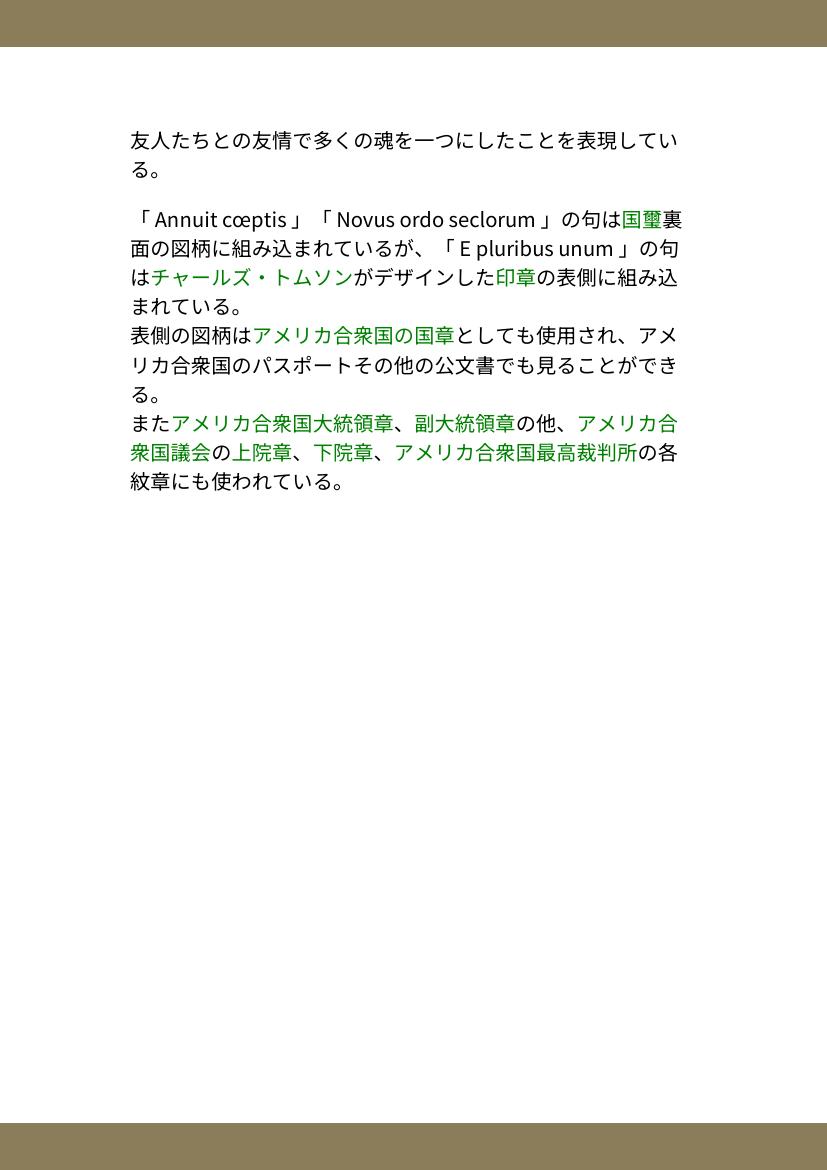 友人たちとの友情で多くの魂を一つにしたことを表現してい
る。
「 Annuit cœptis 」「 Novus ordo seclorum 」の句は国璽裏
面の図柄に組み込まれているが、「 E pluribus unum 」の句
はチャールズ・トムソンがデザインした印章の表側に組み込
まれている。
表側の図柄はアメリカ合衆国の国章としても使用され、アメ
リカ合衆国のパスポートその他の公文書でも見ることができ
る。
またアメリカ合衆国大統領章、副大統領章の他、アメリカ合
衆国議会の上院章、下院章、アメリカ合衆国最高裁判所の各
紋章にも使われている。